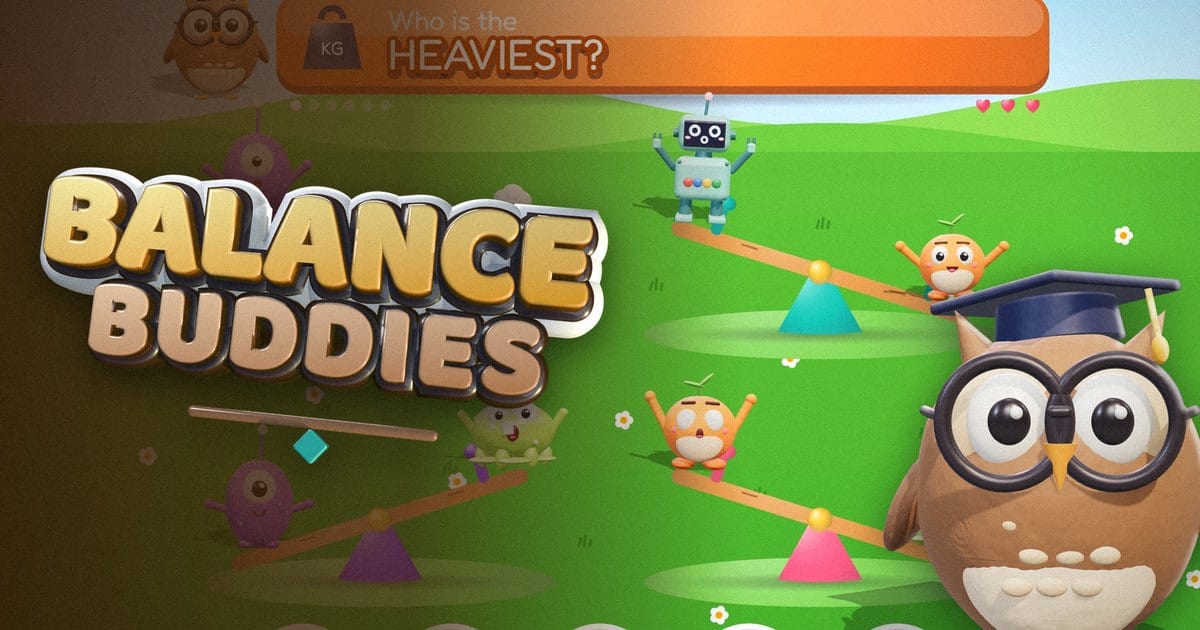 Who is the
KG
HEAVIEST?
BALANCE
BUDDIES